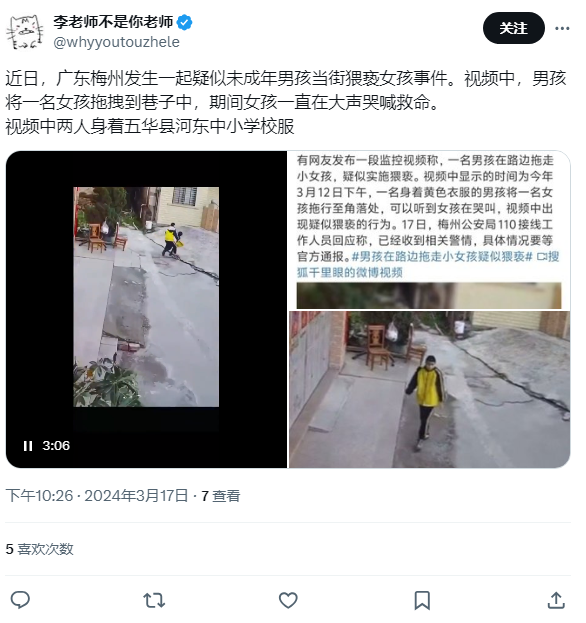 李老师不是你老师
@whyyoutouzhele
关注
近日，广东梅州发生一起疑似未成年男孩当街猥亵女孩事件。视频中，男孩
将一名女孩拖拽到巷子中，期间女孩一直在大声哭喊救命。
视频中两人身着五华县河东中小学校服
有网友发布一段监控视频称，一名男孩在路边拖走
小女孩，疑似实施猥亵。视频中显示的时间为今年
3月12日下午，一名身着黄色衣服的男孩将一名女
孩拖行至角落处，可以听到女孩在哭叫，视频中出
现疑似猥亵的行为。17日，梅州公安局110接线工
作人员回应称，已经收到相关警情，具体情况要等
官方通报。#男孩在路边拖走小女孩疑似猥亵# 搜
狐千里眼的微博视频
3:06
下午10:26 · 2024年3月17日 · 7 查看
5 喜欢次数